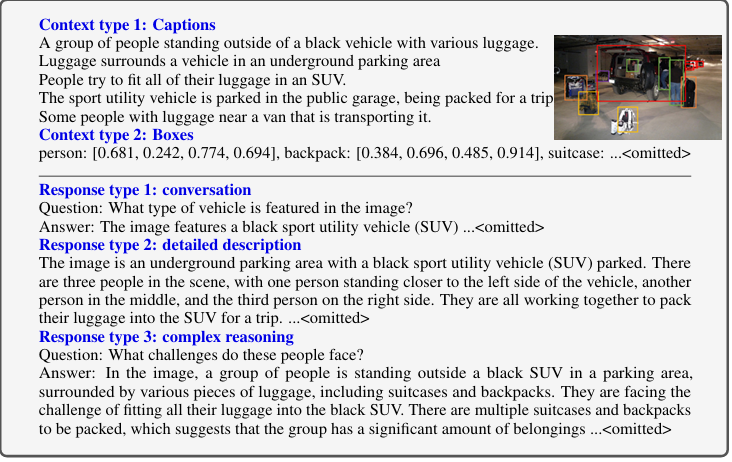 Context type 1: Captions
A group of people standing outside of a black vehicle with various luggage.
Luggage surrounds a vehicle in an underground parking area
People try to fit all of their luggage in an SUV.
The sport utility vehicle is parked in the public garage, being packed for a trip
Some people with luggage near a van that is transporting it.
Context type 2: Boxes
person: [0.681, 0.242, 0.774, 0.694], backpack: [0.384, 0.696, 0.485, 0.914], suitcase: ...<omitted>
Response type 1: conversation
Question: What type of vehicle is featured in the image?
Answer: The image features a black sport utility vehicle (SUV) ...<omitted>
Response type 2: detailed description
The image is an underground parking area with a black sport utility vehicle (SUV) parked. There
are three people in the scene, with one person standing closer to the left side of the vehicle, another
person in the middle, and the third person on the right side. They are all working together to pack
their luggage into the SUV for a trip. ...<omitted>
Response type 3: complex reasoning
Question: What challenges do these people face?
Answer: In the image, a group of people is standing outside a black SUV in a parking area,
surrounded by various pieces of luggage, including suitcases and backpacks. They are facing the
challenge of fitting all their luggage into the black SUV. There are multiple suitcases and backpacks
to be packed, which suggests that the group has a significant amount of belongings ...<omitted>